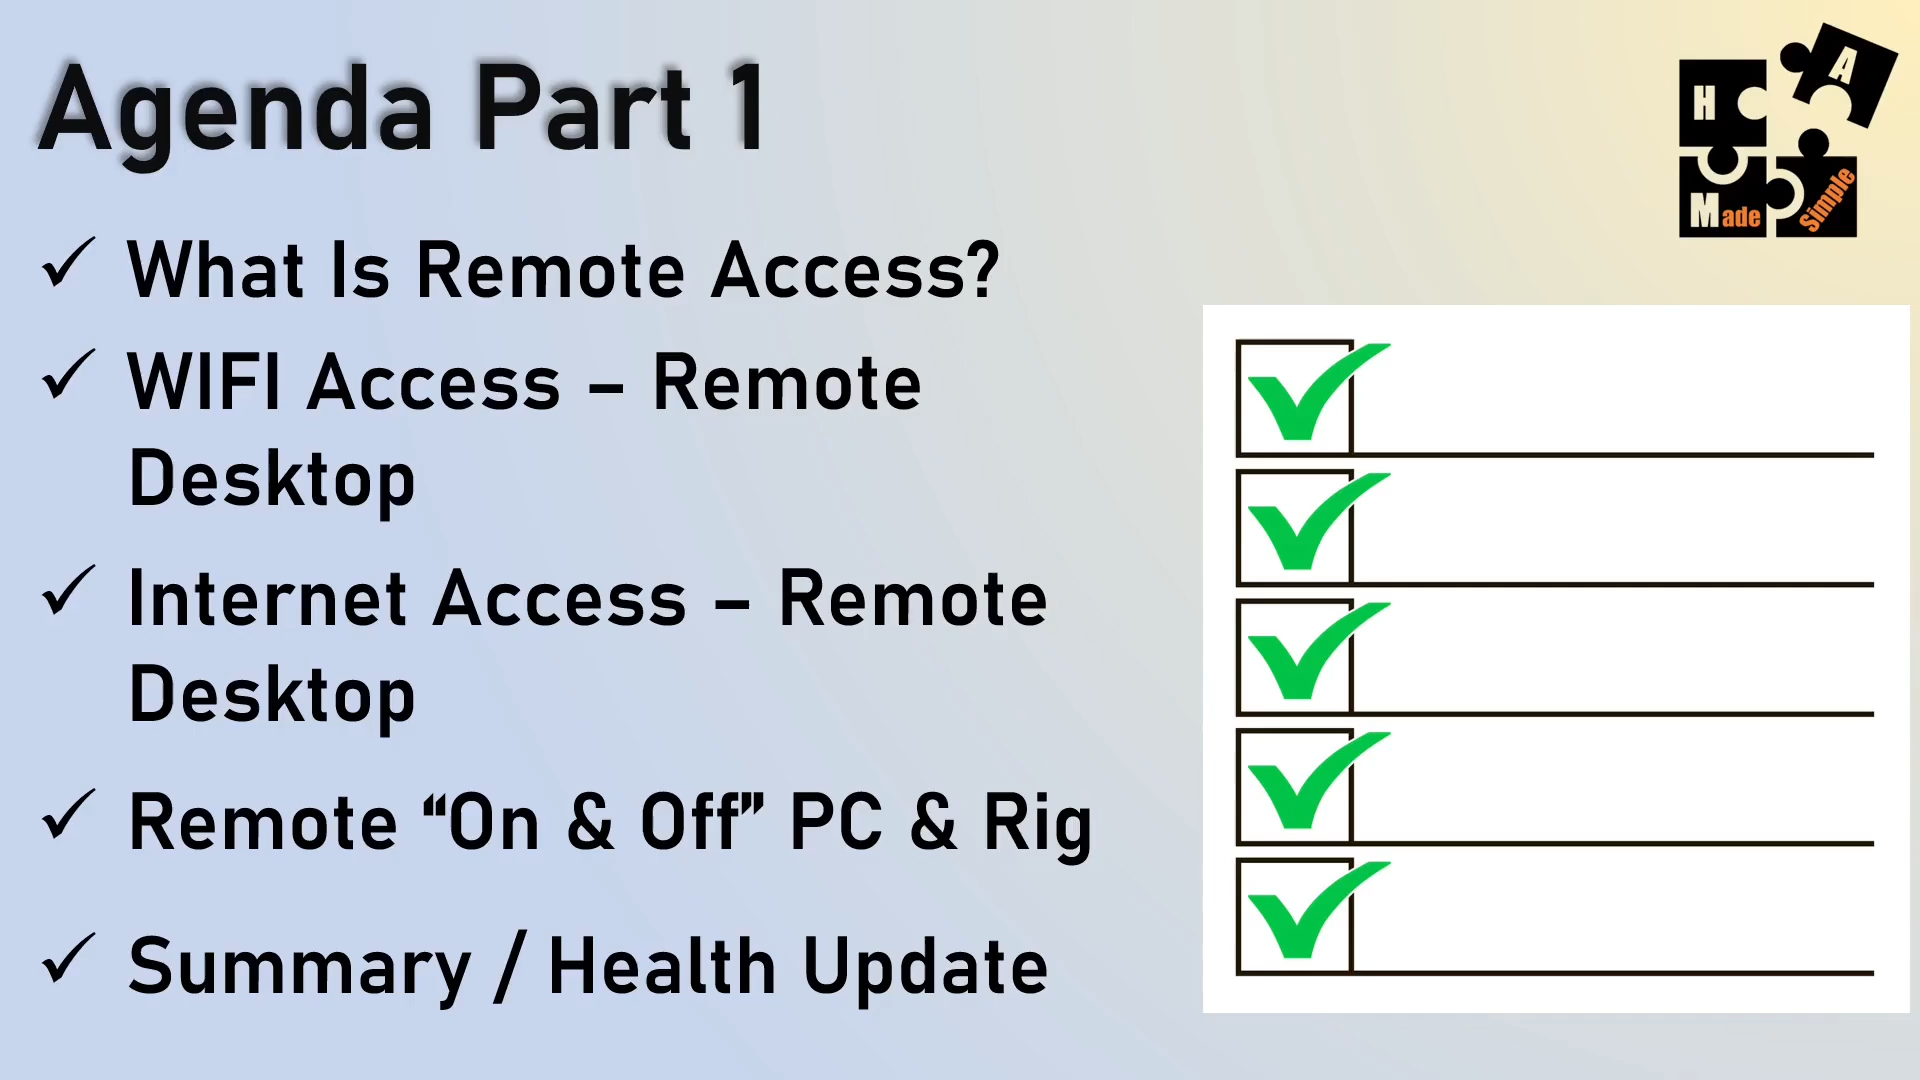 Agenda Part 1
What Is Remote Access?
WIFI Access – Remote
Desktop
Internet Access – Remote
Desktop
Remote “On & Off” PC & Rig
Summary / Health Update
H A
Made Simple